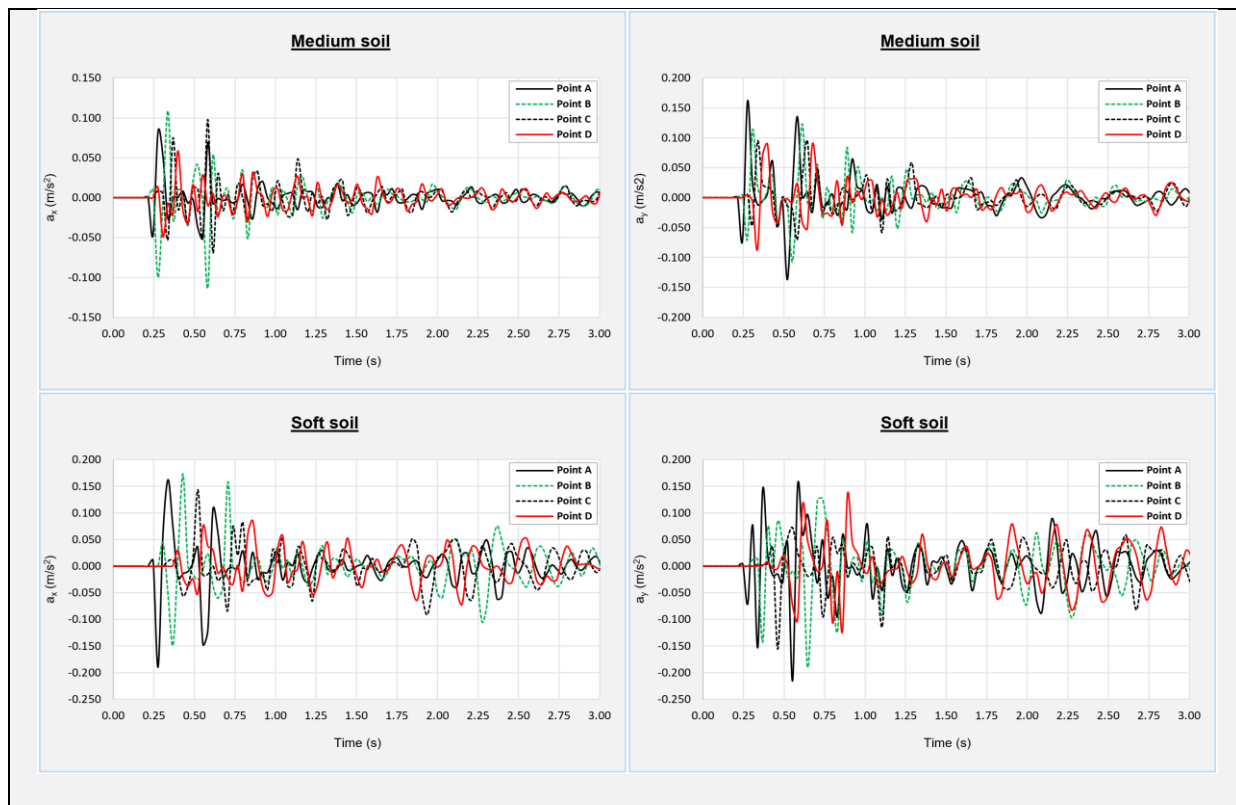 Medium soil
0.150
0.100
0.050
0.000
-0.050
-0.100
-0.150
aₓ (m/s²)
Point A
Point B
Point C
Point D
0.00 0.25 0.50 0.75 1.00 1.25 1.50 1.75 2.00 2.25 2.50 2.75 3.00
Time (s)
Medium soil
0.200
0.150
0.100
0.050
0.000
-0.050
-0.100
-0.150
-0.200
a_y (m/s2)
Point A
Point B
Point C
Point D
0.00 0.25 0.50 0.75 1.00 1.25 1.50 1.75 2.00 2.25 2.50 2.75 3.00
Time (s)
Soft soil
0.200
0.150
0.100
0.050
0.000
-0.050
-0.100
-0.150
-0.200
-0.250
aₓ (m/s²)
Point A
Point B
Point C
Point D
0.00 0.25 0.50 0.75 1.00 1.25 1.50 1.75 2.00 2.25 2.50 2.75 3.00
Time (s)
Soft soil
0.200
0.150
0.100
0.050
0.000
-0.050
-0.100
-0.150
-0.200
-0.250
a_y (m/s²)
Point A
Point B
Point C
Point D
0.00 0.25 0.50 0.75 1.00 1.25 1.50 1.75 2.00 2.25 2.50 2.75 3.00
Time (s)